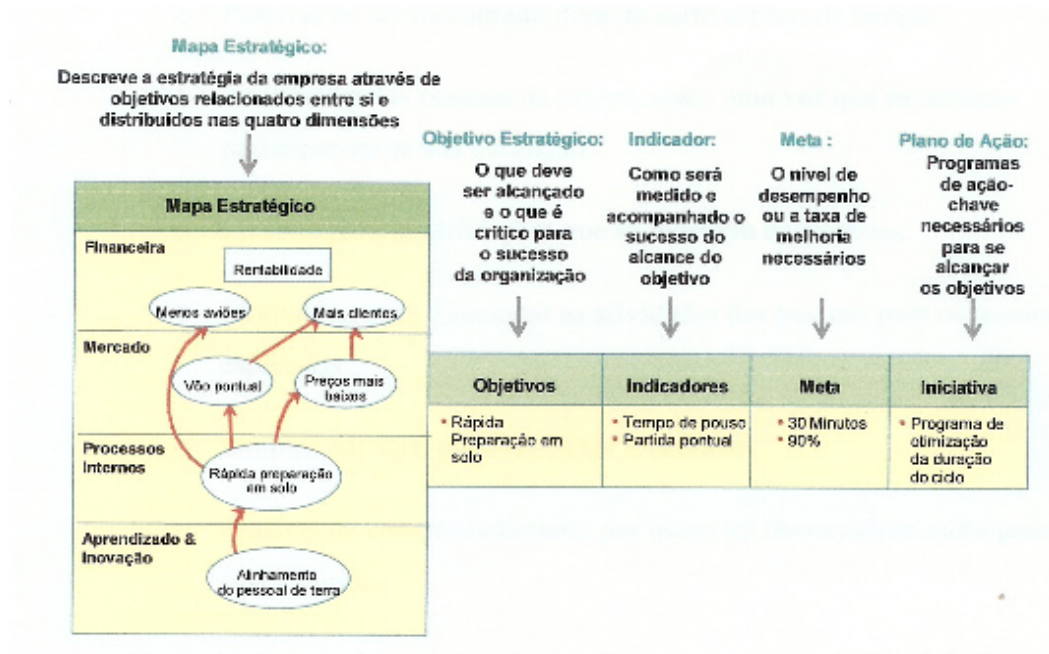 Mapa Estratégico:
Descreve a estratégia da empresa através de
objetivos relacionados entre si e
distribuídos nas quatro dimensões
Objetivo Estratégico:
O que deve
ser alcançado
e o que é
crítico para
o sucesso
da organização
Indicador:
Como será
medido e
acompanhado o
sucesso do
alcance do
objetivo
Meta :
O nível de
desempenho
ou a taxa de
melhoria
necessários
Plano de Ação:
Programas
de ação-
chave
necessários
para se
alcançar
os objetivos
Mapa Estratégico
Financeira
Rentabilidade
Menos aviões
Mais clientes
Mercado
Vão pontual
Preços mais
baixos
Processos
Internos
Rápida preparação
em solo
Aprendizado &
Inovação
Alinhamento
do pessoal de terra
Objetivos
Indicadores
Meta
Iniciativa
• Rápida
Preparação em
solo
• Tempo de pouso
• Partida pontual
• 30 Minutos
• 90%
• Programa de
otimização
da duração
do ciclo